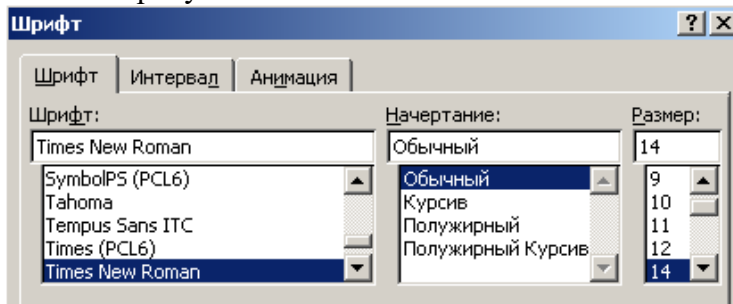 Шрифт
Шрифт Интервал Анимация
Шрифт: Начертание: Размер:
Times New Roman Обычный 14
SymbolPS (PCL6) Обычный 9
Tahoma Курсив 10
Tempus Sans ITC Полужирный 11
Times (PCL6) Полужирный Курсив 12
Times New Roman 14